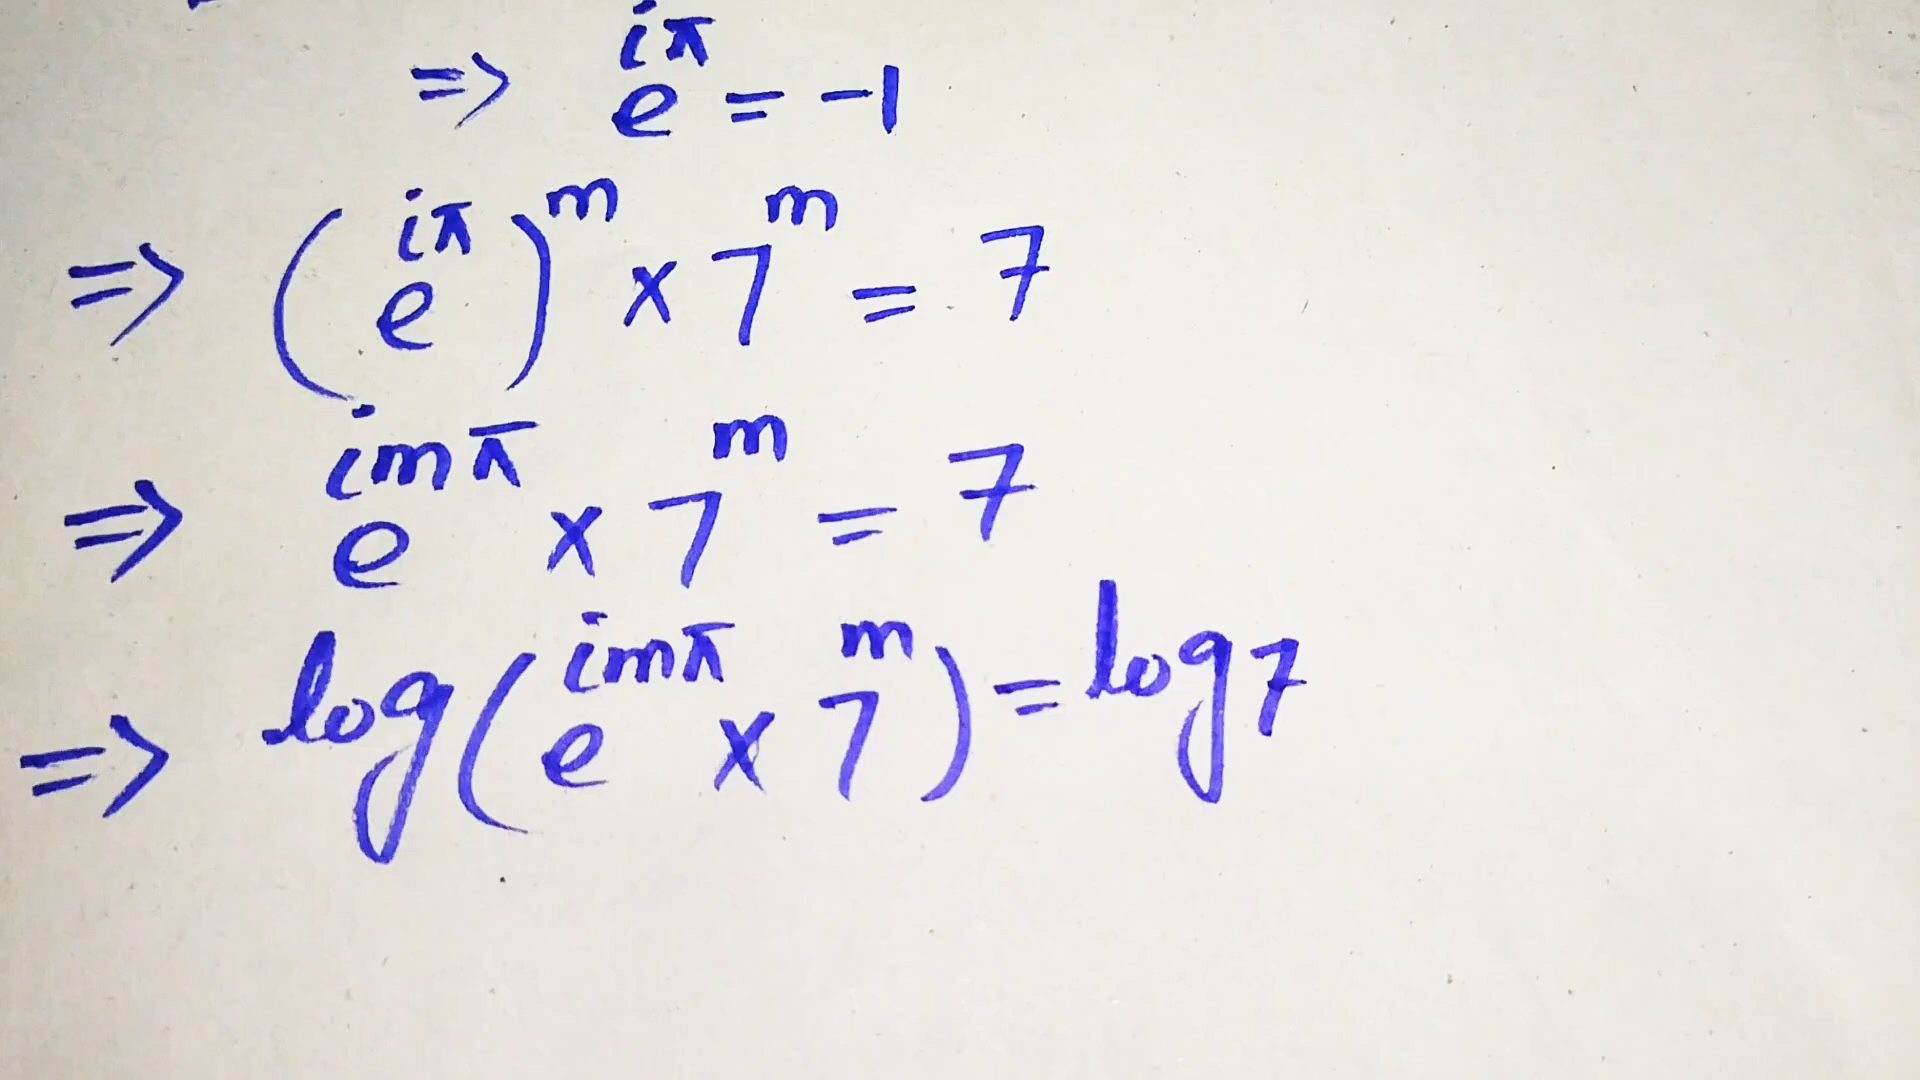 => e^{iπ} = -1
=> (e^{iπ})^m × 7^m = 7
=> e^{imπ} × 7^m = 7
=> log(e^{imπ} × 7^m) = log 7